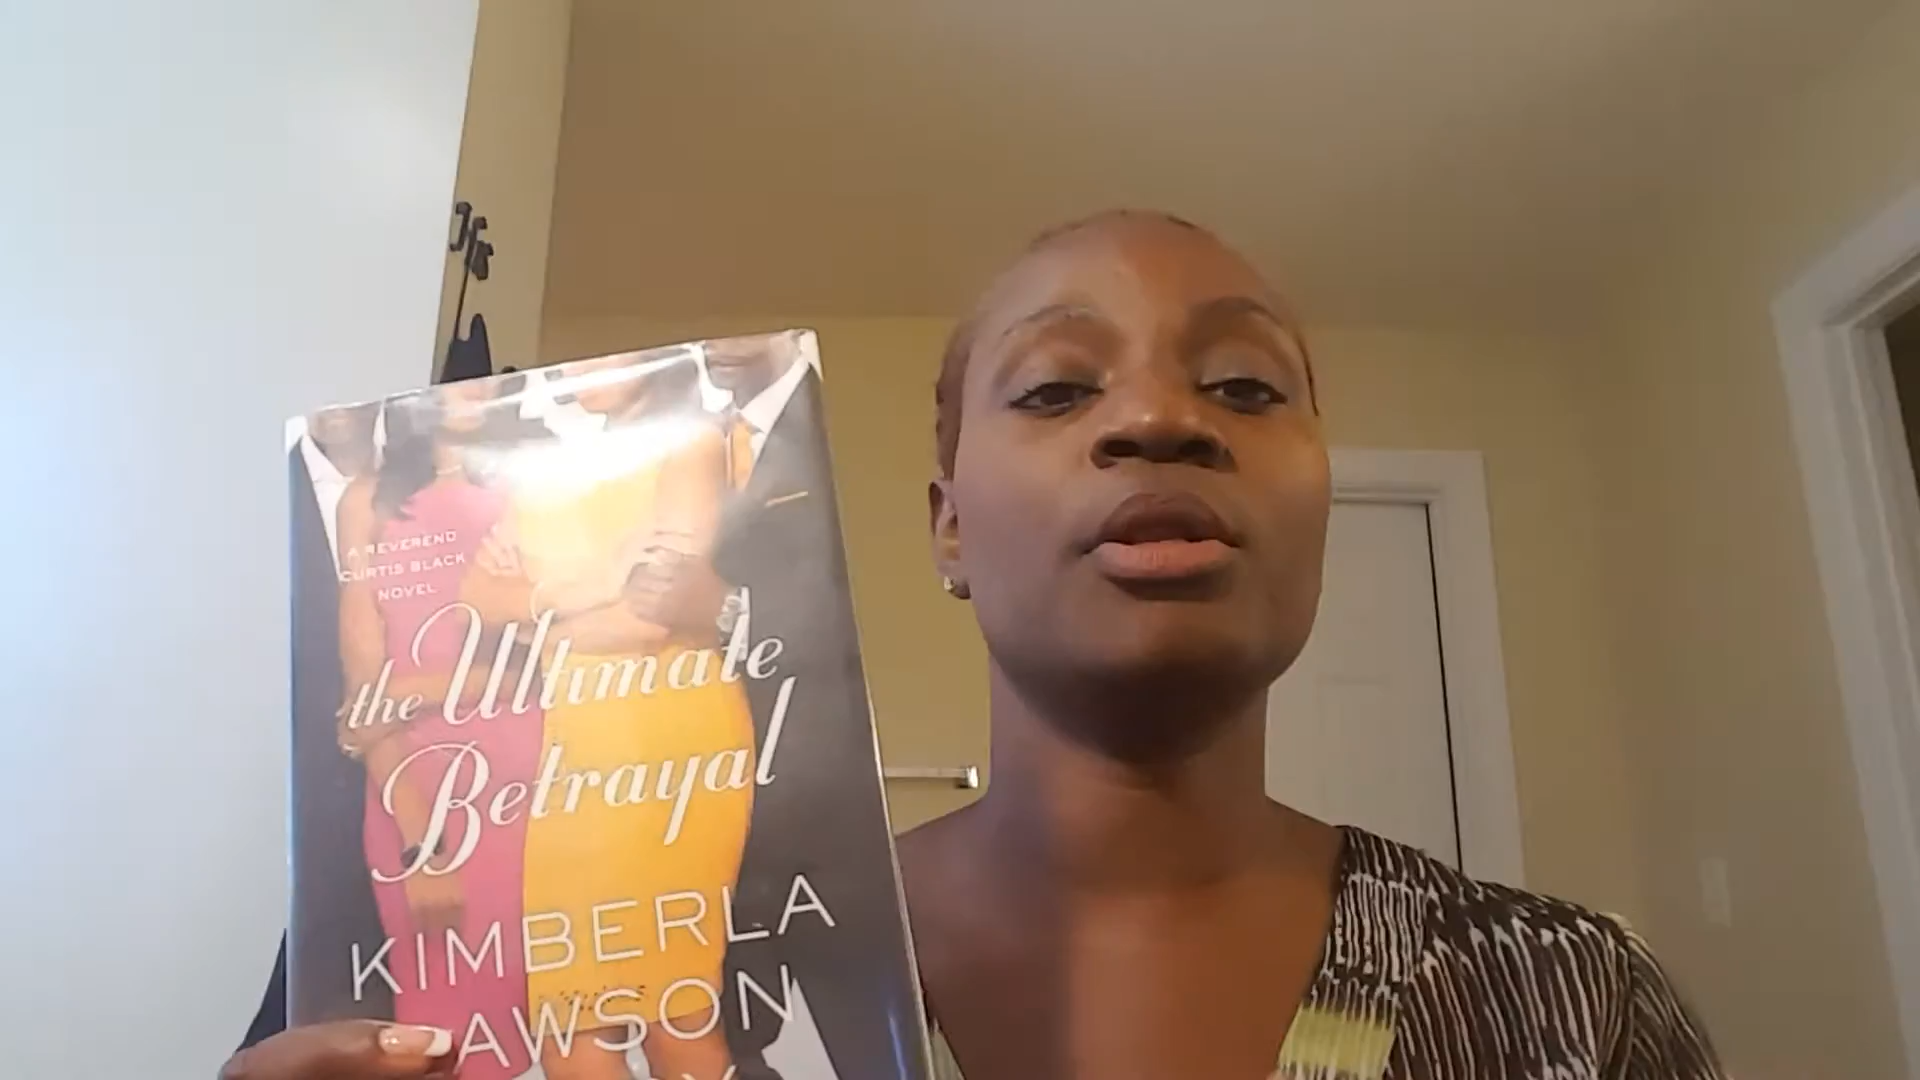 A REVEREND
CURTIS BLACK
NOVEL
the Ultimate
Betrayal
KIMBERLA
AWSON